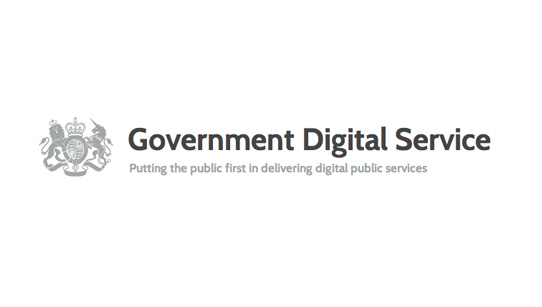 Government Digital Service
Putting the public first in delivering digital public services